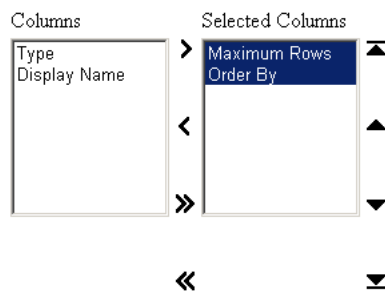 Columns
Selected Columns
Type
Display Name
Maximum Rows
Order By